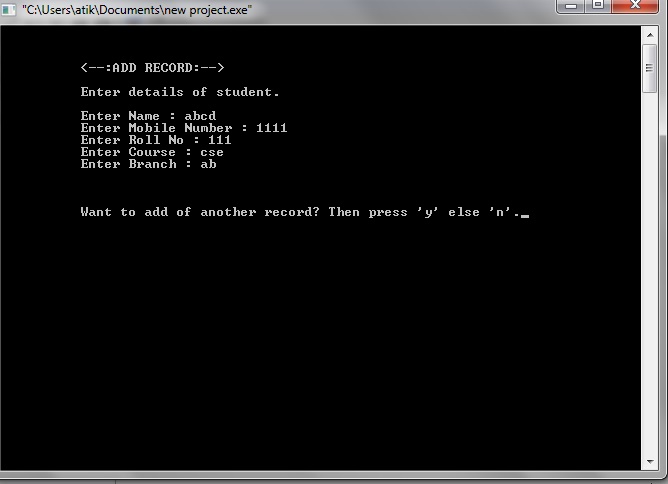 "C:\Users\atik\Documents\new project.exe"
<--:ADD RECORD:-->
Enter details of student.
Enter Name : abcd
Enter Mobile Number : 1111
Enter Roll No : 111
Enter Course : cse
Enter Branch : ab
Want to add of another record? Then press 'y' else 'n'._